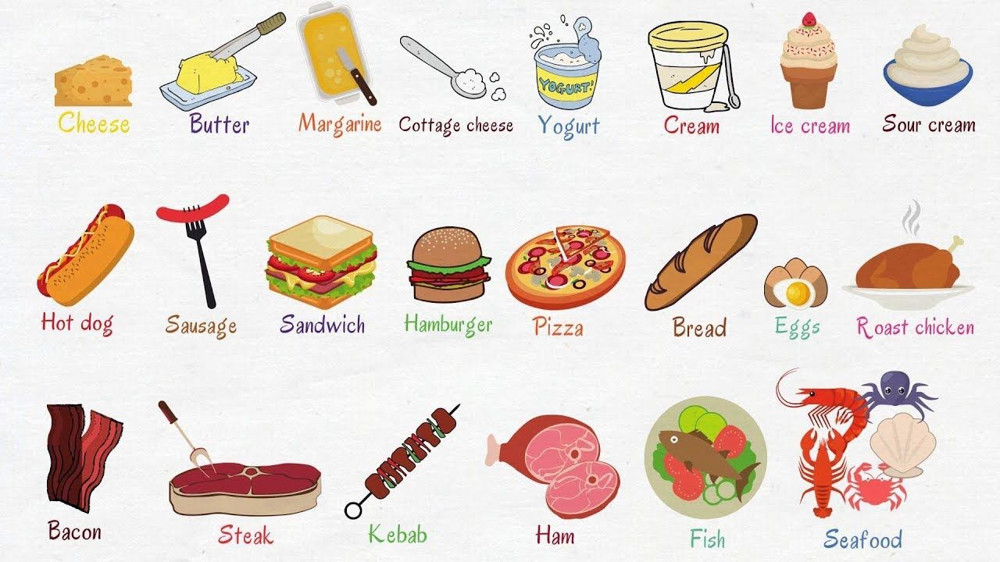 YOGURT!
Cheese
Butter
Margarine
Cottage cheese
Yogurt
Cream
Ice cream
Sour cream
Hot dog
Sausage
Sandwich
Hamburger
Pizza
Bread
Eggs
Roast chicken
Bacon
Steak
Kebab
Ham
Fish
Seafood